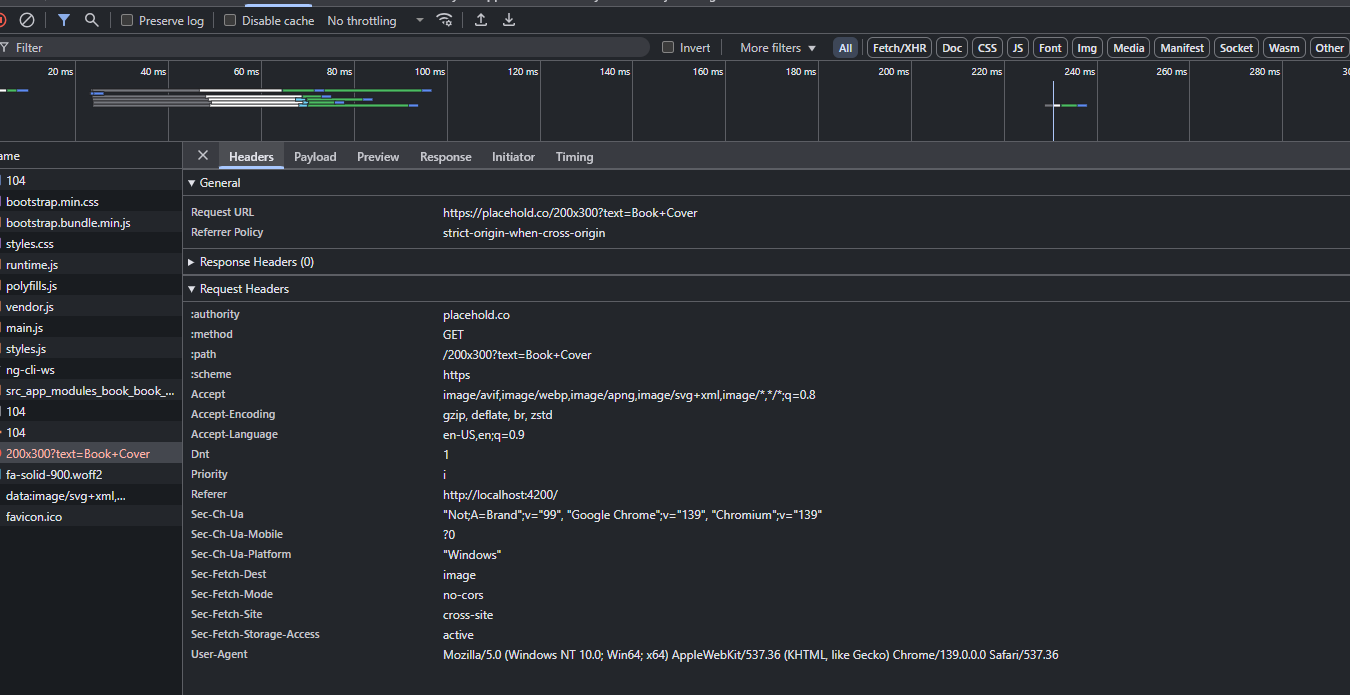 Preserve log Disable cache No throttling
Filter Invert More filters All Fetch/XHR Doc CSS JS Font Img Media Manifest Socket Wasm Other
20 ms 40 ms 60 ms 80 ms 100 ms 120 ms 140 ms 160 ms 180 ms 200 ms 220 ms 240 ms 260 ms 280 ms
ame
104
bootstrap.min.css
bootstrap.bundle.min.js
styles.css
runtime.js
polyfills.js
vendor.js
main.js
styles.js
ng-cli-ws
src_app_modules_book_book_...
104
104
200x300?text=Book+Cover
fa-solid-900.woff2
data:image/svg+xml,...
favicon.ico
Headers Payload Preview Response Initiator Timing
General
Request URL https://placehold.co/200x300?text=Book+Cover
Referrer Policy strict-origin-when-cross-origin
Response Headers (0)
Request Headers
:authority placehold.co
:method GET
:path /200x300?text=Book+Cover
:scheme https
Accept image/avif,image/webp,image/apng,image/svg+xml,image/*,*/*;q=0.8
Accept-Encoding gzip, deflate, br, zstd
Accept-Language en-US,en;q=0.9
Dnt 1
Priority i
Referer http://localhost:4200/
Sec-Ch-Ua "Not;A=Brand";v="99", "Google Chrome";v="139", "Chromium";v="139"
Sec-Ch-Ua-Mobile ?0
Sec-Ch-Ua-Platform "Windows"
Sec-Fetch-Dest image
Sec-Fetch-Mode no-cors
Sec-Fetch-Site cross-site
Sec-Fetch-Storage-Access active
User-Agent Mozilla/5.0 (Windows NT 10.0; Win64; x64) AppleWebKit/537.36 (KHTML, like Gecko) Chrome/139.0.0.0 Safari/537.36